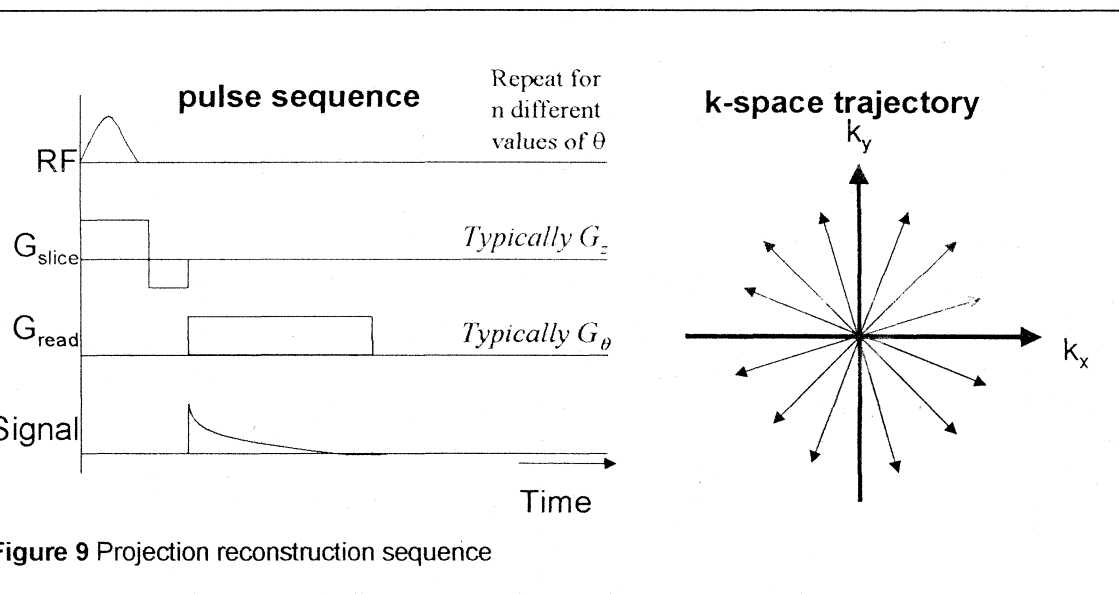 pulse sequence
Repeat for
n different
values of θ
RF
G_slice
Typically G_z
G_read
Typically G_θ
Signal
Time
k-space trajectory
k_y
k_x
Figure 9 Projection reconstruction sequence